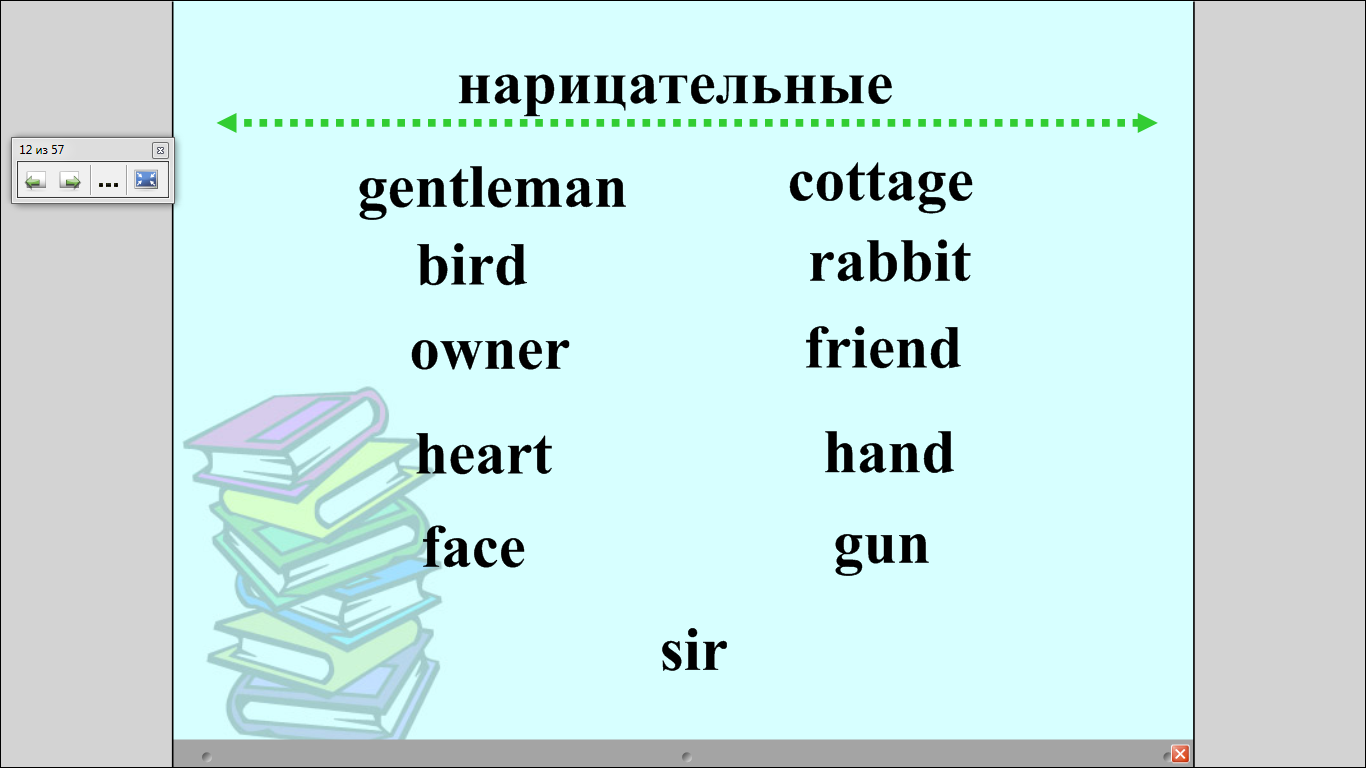 нарицательные
12 из 57
gentleman cottage
bird rabbit
owner friend
heart hand
face gun
sir